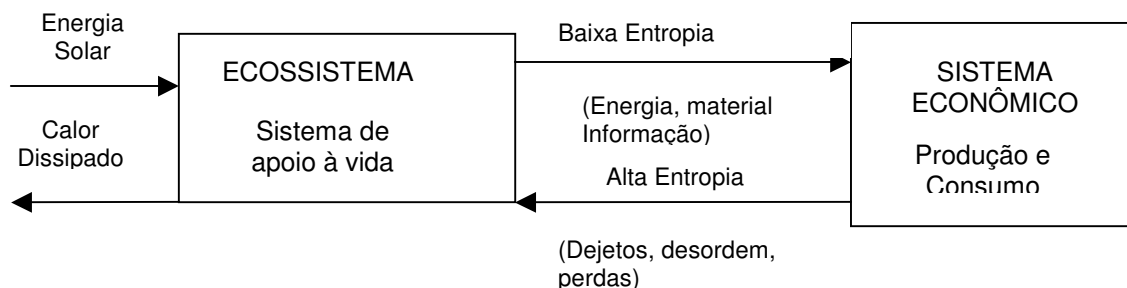 Energia
Solar
Calor
Dissipado
ECOSSISTEMA
Sistema de
apoio à vida
Baixa Entropia
(Energia, material
Informação)
Alta Entropia
(Dejetos, desordem,
perdas)
SISTEMA
ECONÔMICO
Produção e
Consumo